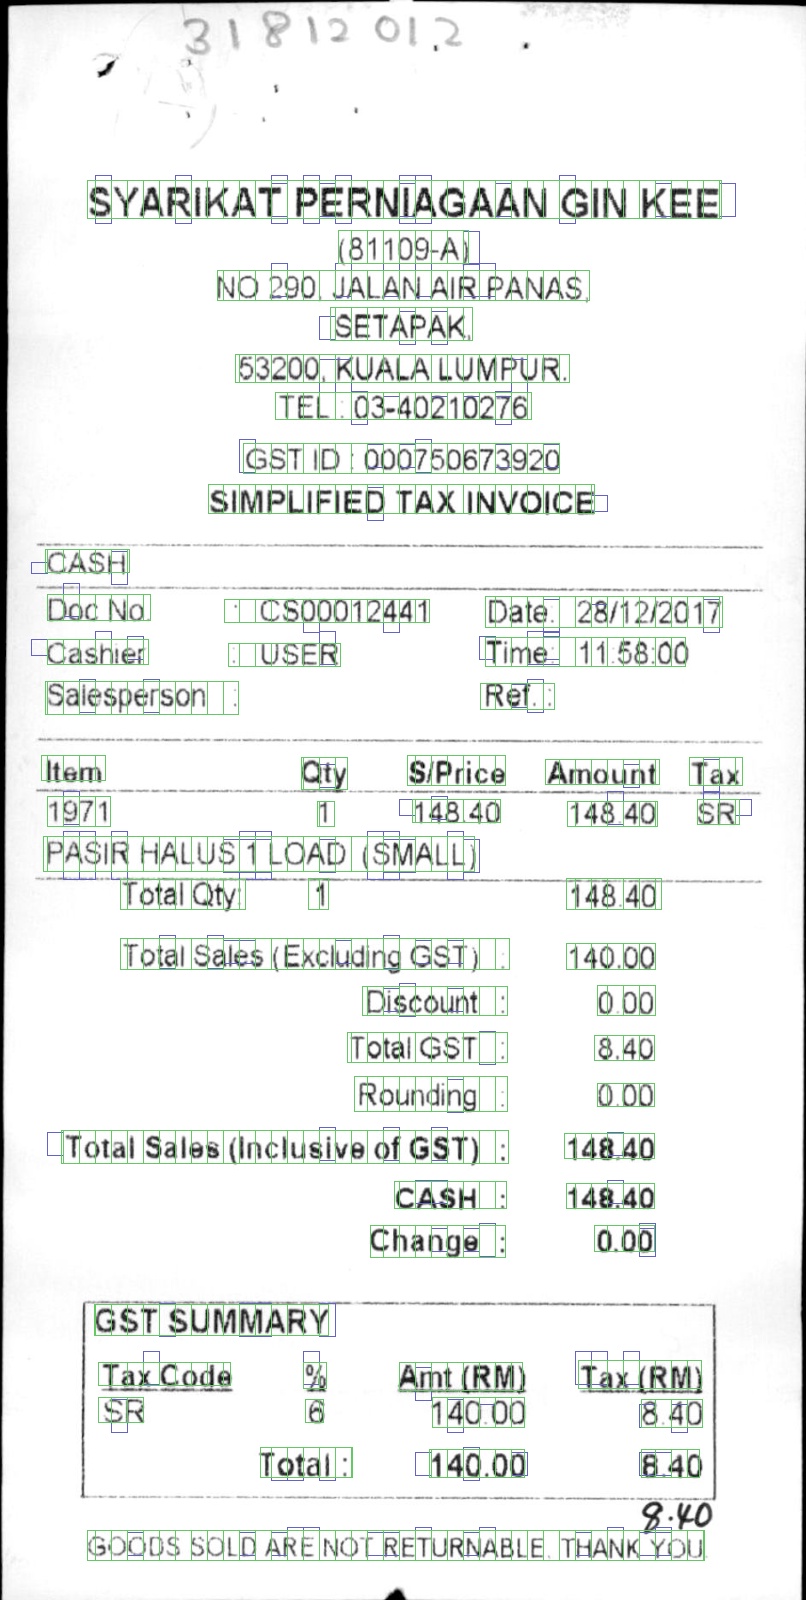 31812012
SYARIKAT PERNIAGAAN GIN KEE
(81109-A)
NO 290, JALAN AIR PANAS,
SETAPAK,
53200, KUALA LUMPUR.
TEL : 03-40210276
GST ID : 000750673920
SIMPLIFIED TAX INVOICE
CASH
Doc No : CS00012441 Date: 28/12/2017
Cashier : USER Time: 11:58:00
Salesperson : Ref. :
Item Qty S/Price Amount Tax
1971 1 148.40 148.40 SR
PASIR HALUS 1 LOAD (SMALL)
Total Qty: 1 148.40
Total Sales (Excluding GST) : 140.00
Discount : 0.00
Total GST : 8.40
Rounding : 0.00
Total Sales (Inclusive of GST) : 148.40
CASH : 148.40
Change : 0.00
GST SUMMARY
Tax Code % Amt (RM) Tax (RM)
SR 6 140.00 8.40
Total : 140.00 8.40
8.40
GOODS SOLD ARE NOT RETURNABLE, THANK YOU